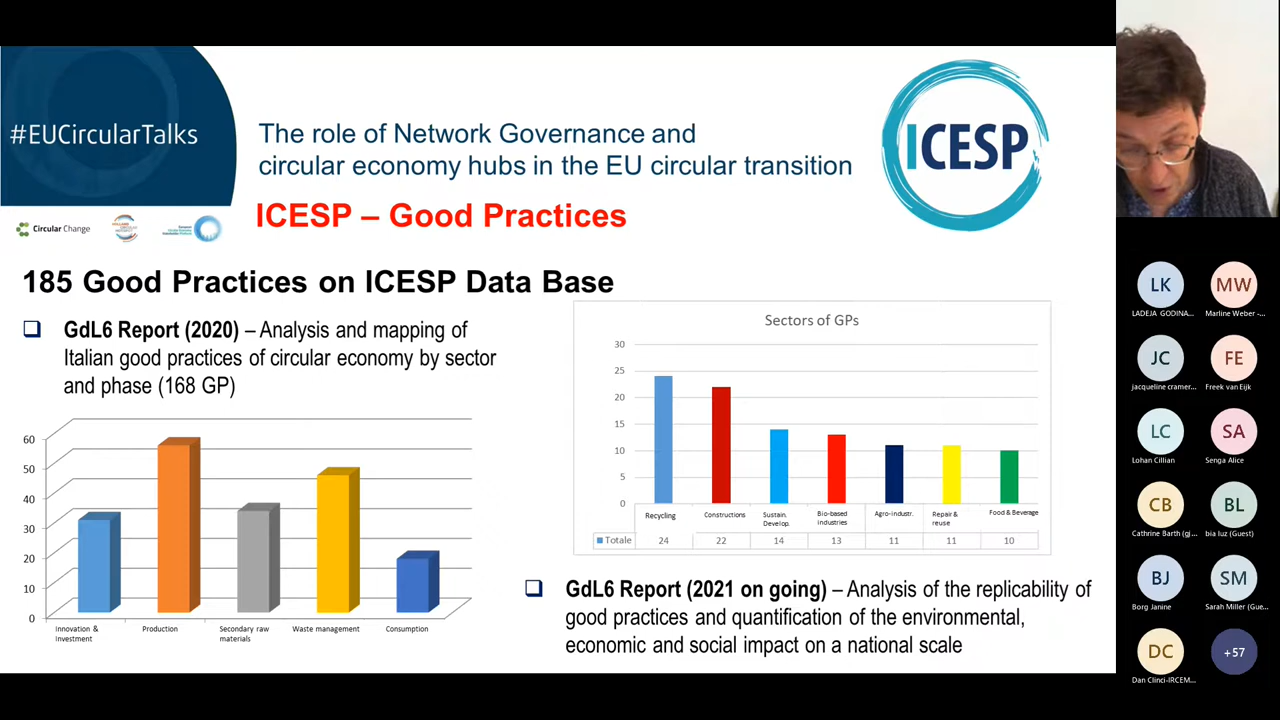 #EUCircularTalks
The role of Network Governance and
circular economy hubs in the EU circular transition
ICESP
Circular Change
ICESP – Good Practices
185 Good Practices on ICESP Data Base
GdL6 Report (2020) – Analysis and mapping of
Italian good practices of circular economy by sector
and phase (168 GP)
60
50
40
30
20
10
0
Innovation &
Investment
Production
Secondary raw
materials
Waste management
Consumption
Sectors of GPs
30
25
20
15
10
5
0
Recycling
Constructions
Sustain.
Develop.
Bio-based
Industries
Agro-industr.
Repair &
reuse
Food & Beverage
Totale 24 22 14 13 11 11 10
GdL6 Report (2021 on going) – Analysis of the replicability of
good practices and quantification of the environmental,
economic and social impact on a national scale
LK
LADEJA GODINA...
MW
Marline Weber -...
JC
jacqueline cramer...
FE
Freek van Eijk
LC
Lohan Cillian
SA
Senga Alice
CB
Cathrine Barth (gj...
BL
bia luz (Guest)
BJ
Borg Janine
SM
Sarah Miller (Gue...
DC
Dan Clinci-IRCEM...
+57